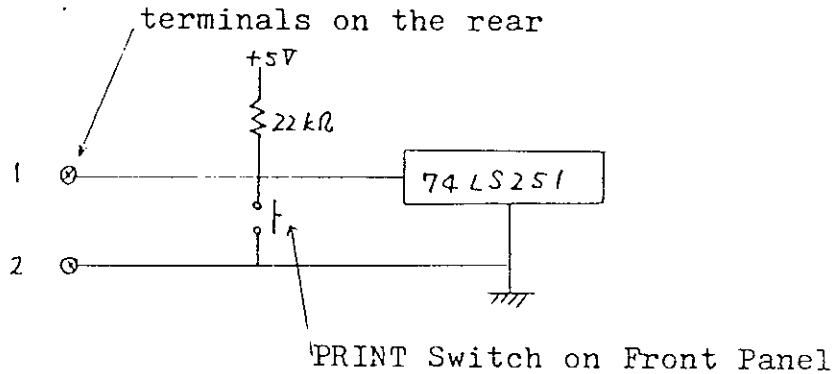 terminals on the rear
+5V
22kΩ
1
74LS251
2
PRINT Switch on Front Panel